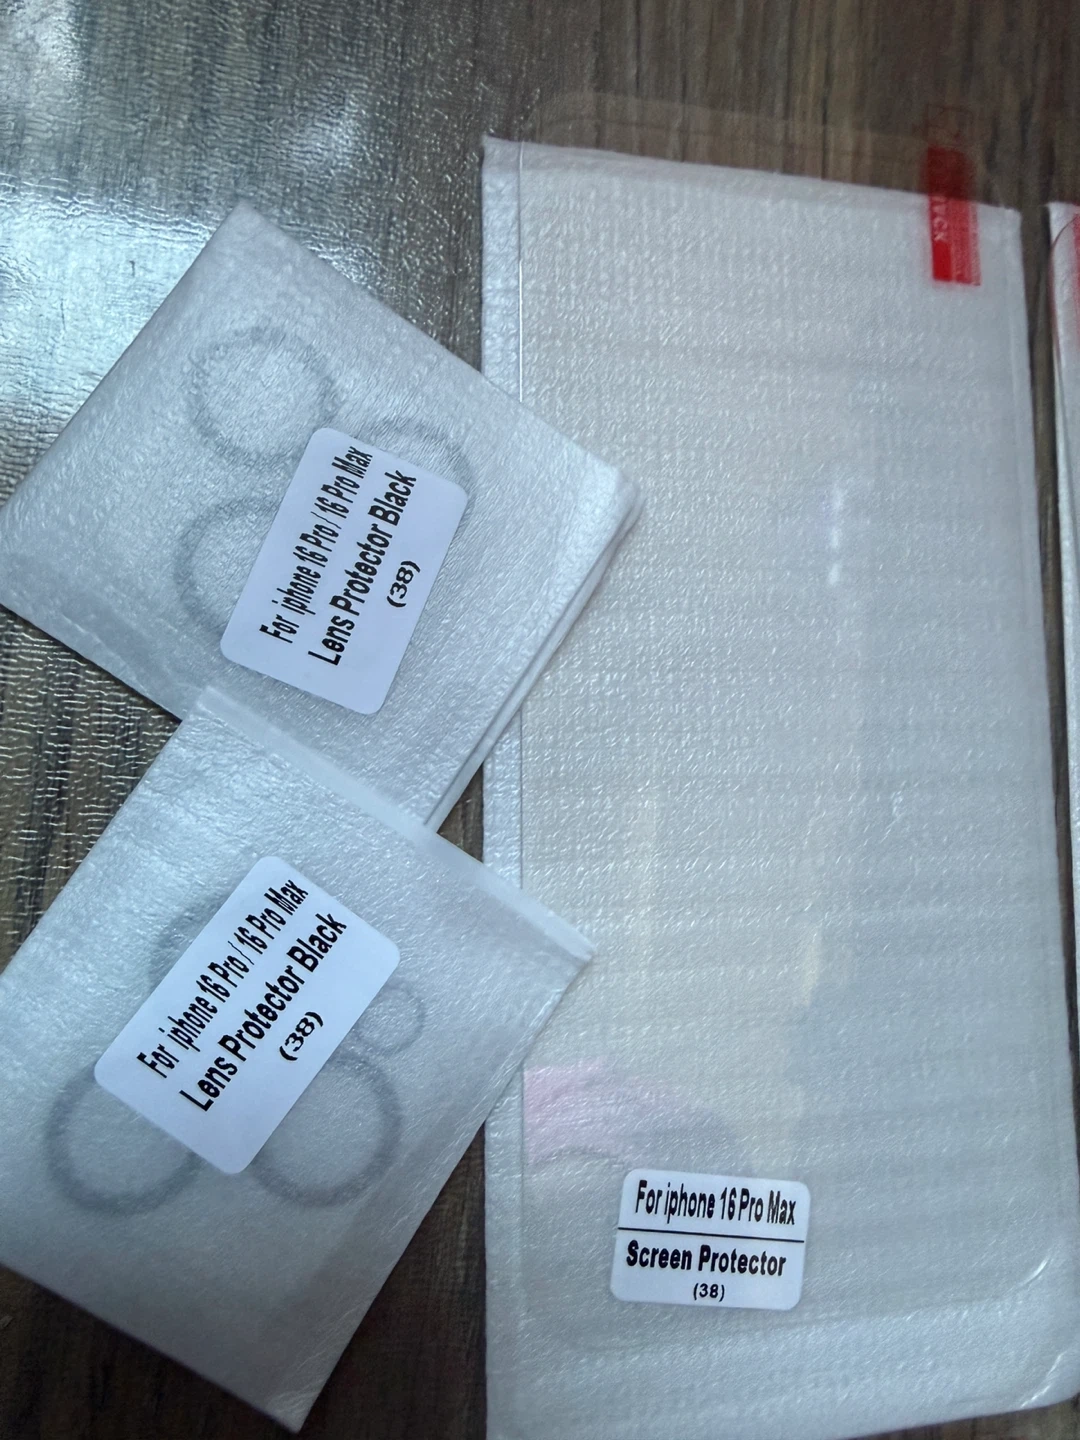 For iphone 16 Pro / 16 Pro Max
Lens Protector Black
(38)
For iphone 16 Pro / 16 Pro Max
Lens Protector Black
(38)
For iphone 16 Pro Max
Screen Protector
(38)